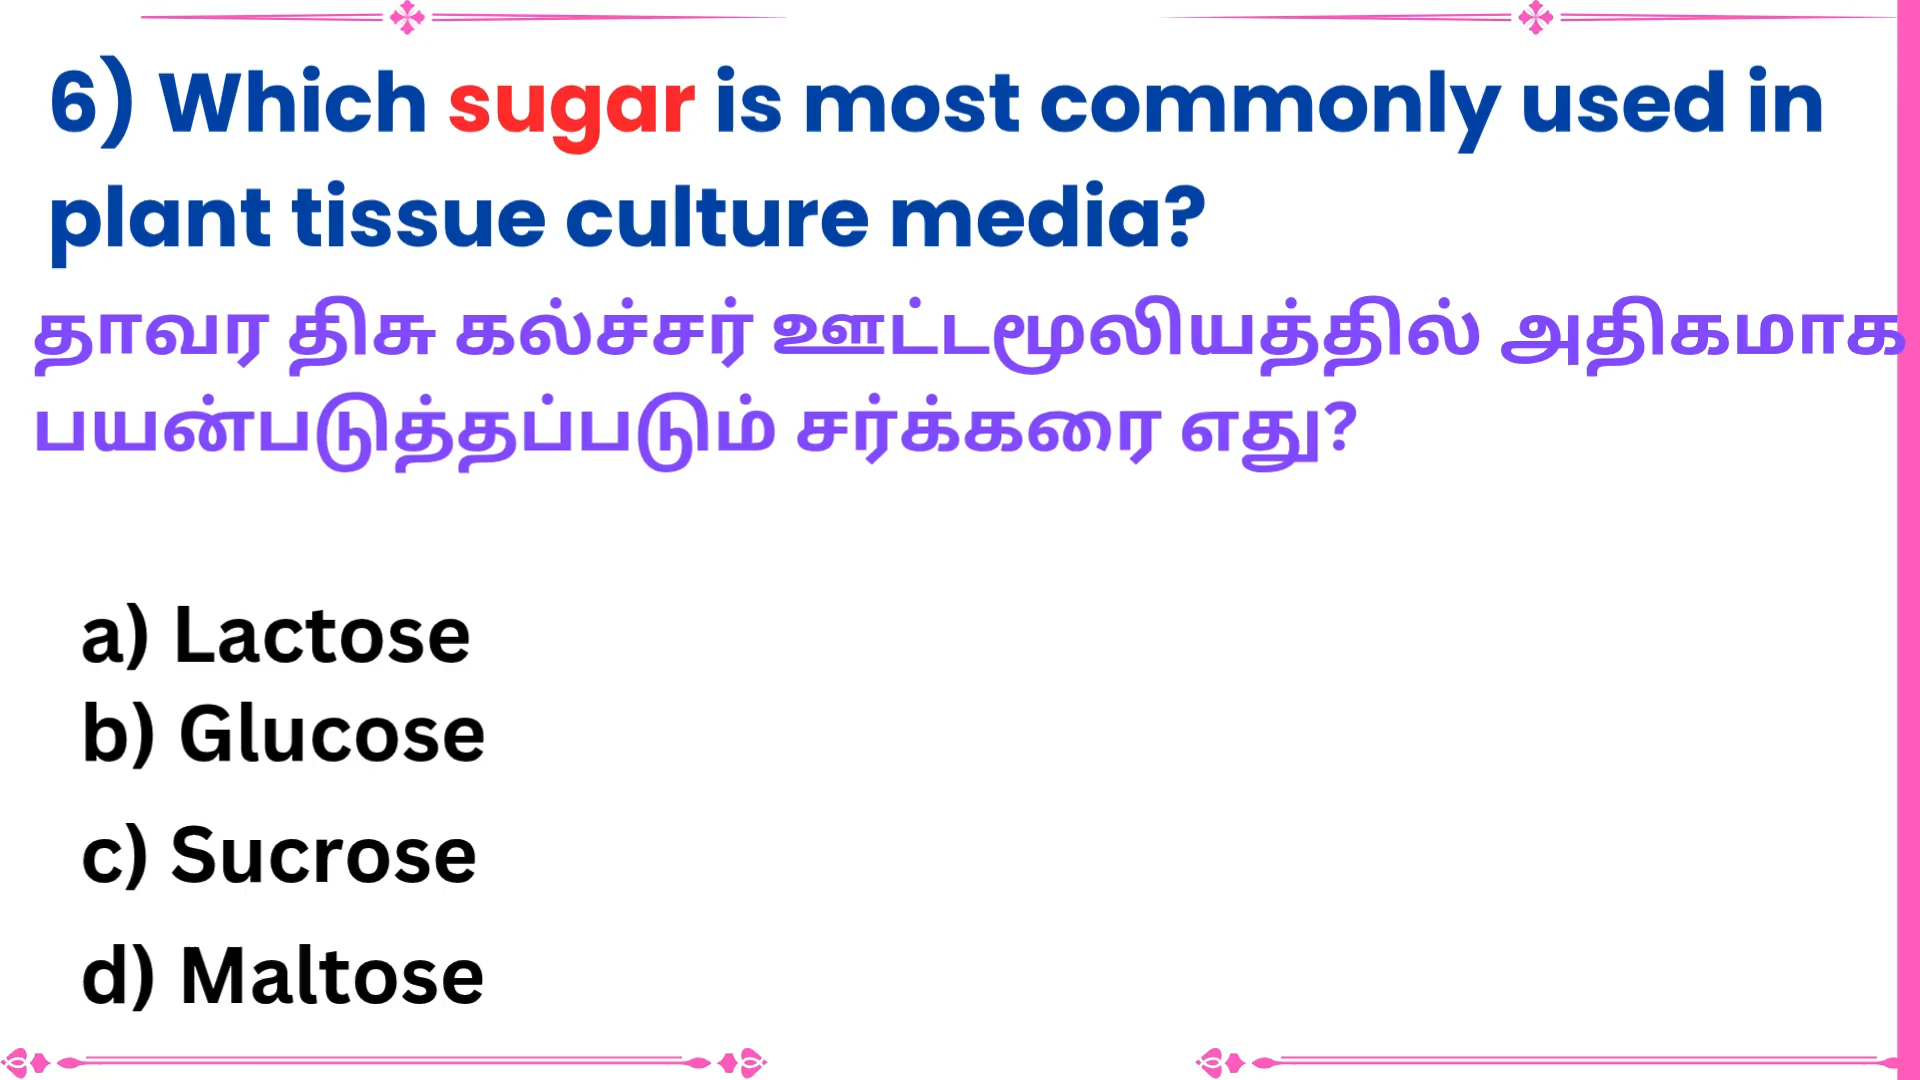 6) Which sugar is most commonly used in
plant tissue culture media?
தாவர திசு கல்ச்சர் ஊட்டமூலியத்தில் அதிகமாக
பயன்படுத்தப்படும் சர்க்கரை எது?
a) Lactose
b) Glucose
c) Sucrose
d) Maltose